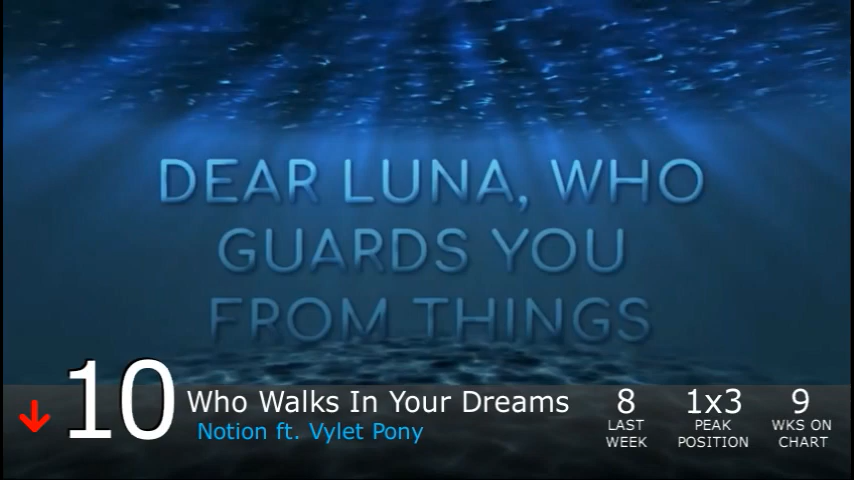 DEAR LUNA, WHO
GUARDS YOU
FROM THINGS
10
Who Walks In Your Dreams
Notion ft. Vylet Pony
8
LAST
WEEK
1x3
PEAK
POSITION
9
WKS ON
CHART